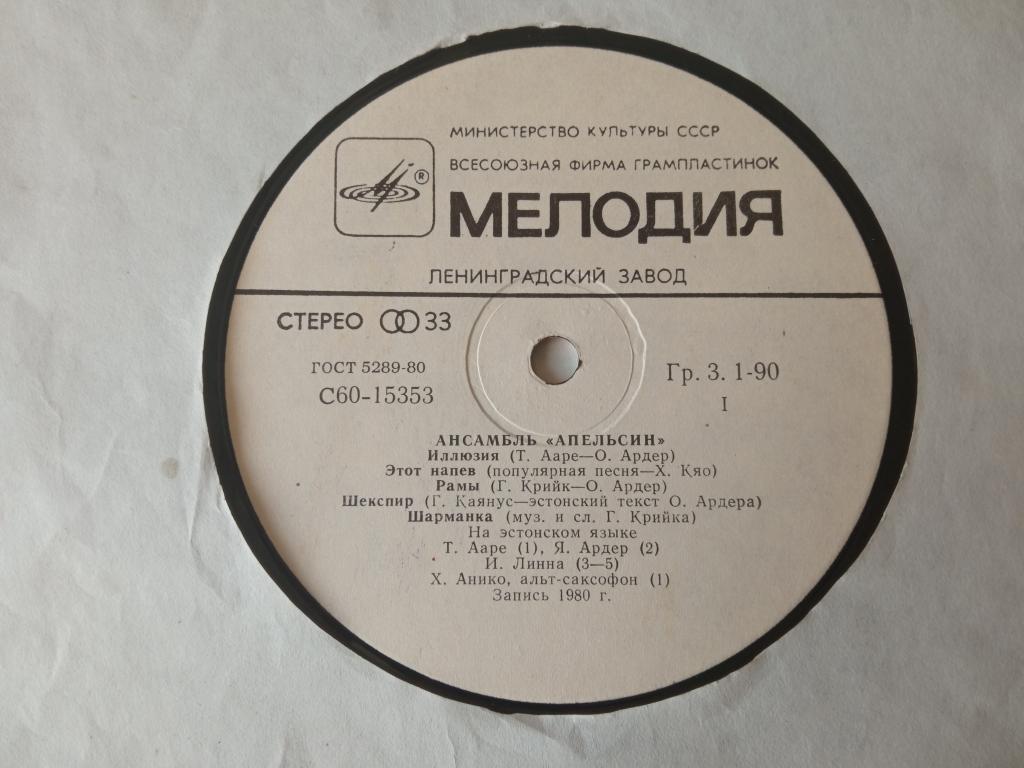 МИНИСТЕРСТВО КУЛЬТУРЫ СССР
ВСЕСОЮЗНАЯ ФИРМА ГРАМПЛАСТИНОК
®
МЕЛОДИЯ
ЛЕНИНГРАДСКИЙ ЗАВОД
СТЕРЕО 33
ГОСТ 5289-80
С60-15353
Гр. 3. 1-90
I
АНСАМБЛЬ «АПЕЛЬСИН»
Иллюзия (Т. Ааре—О. Ардер)
Этот напев (популярная песня—Х. Кяо)
Рамы (Г. Крийк—О. Ардер)
Шекспир (Г. Каянус—эстонский текст О. Ардера)
Шарманка (муз. и сл. Г. Крийка)
На эстонском языке
Т. Ааре (1), Я. Ардер (2)
И. Линна (3—5)
Х. Анико, альт-саксофон (1)
Запись 1980 г.